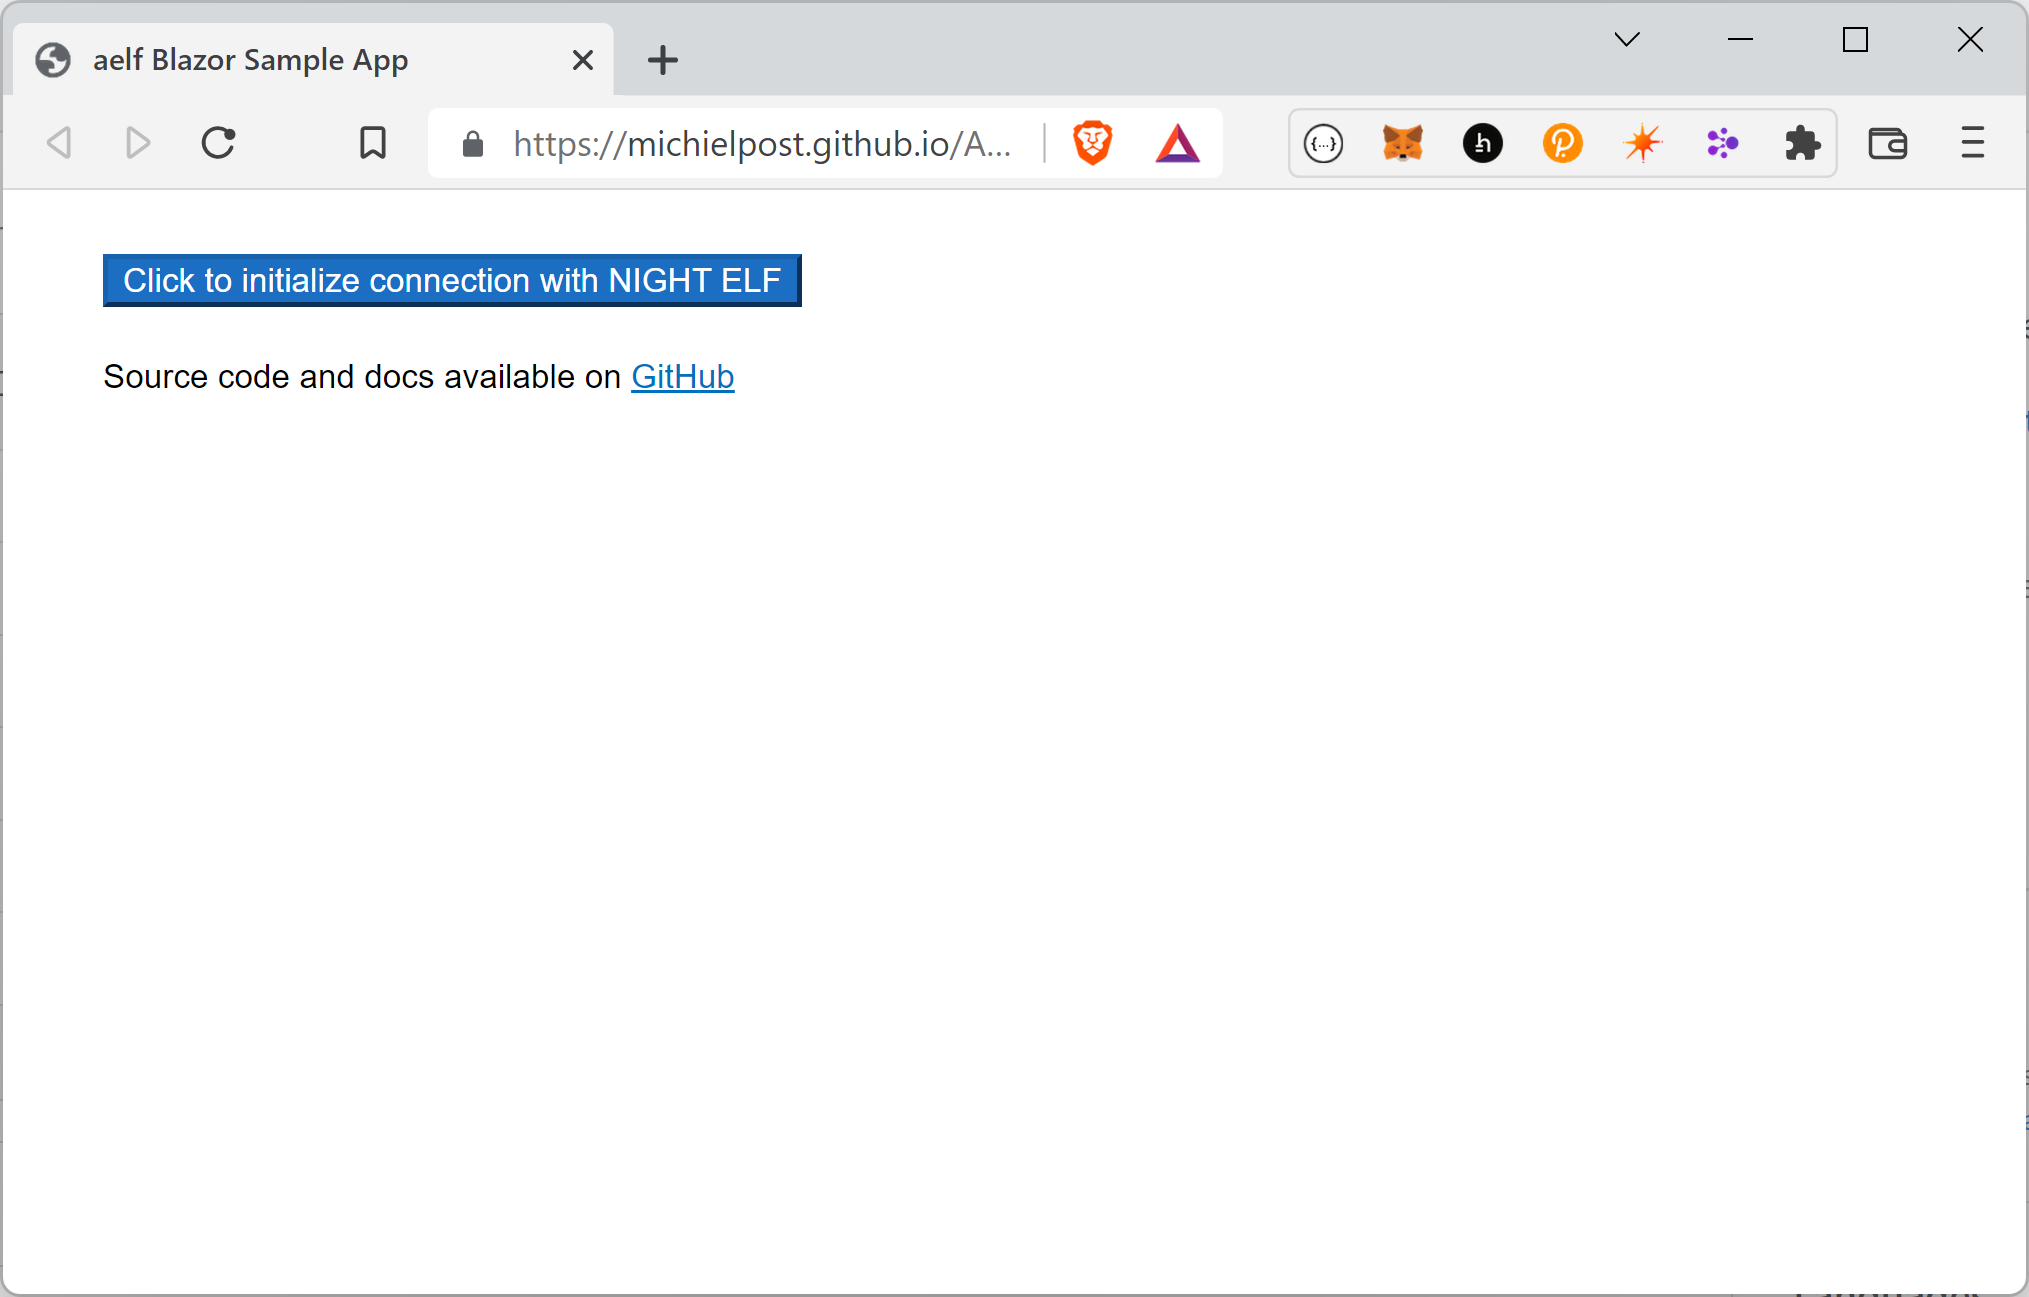 aelf Blazor Sample App
https://michielpost.github.io/A...
Click to initialize connection with NIGHT ELF
Source code and docs available on GitHub